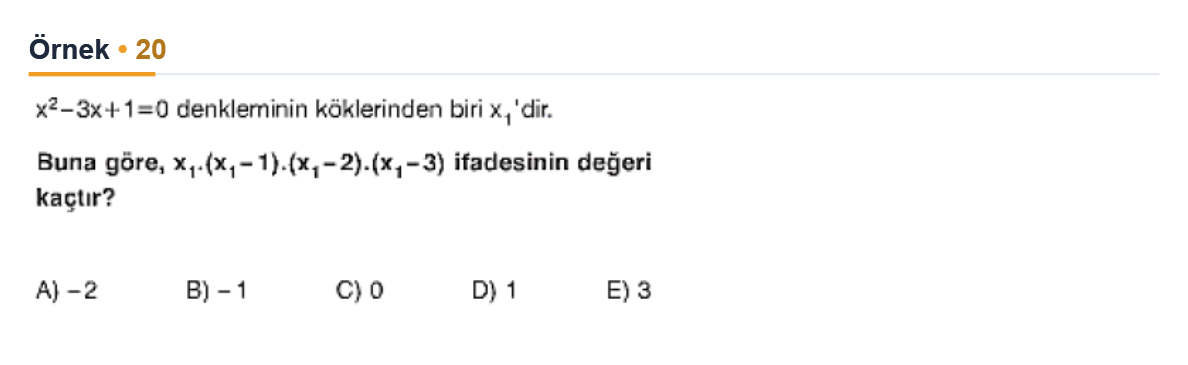 Örnek • 20
x²−3x+1=0 denkleminin köklerinden biri x₁'dir.
Buna göre, x₁.(x₁−1).(x₁−2).(x₁−3) ifadesinin değeri
kaçtır?
A) −2 B) −1 C) 0 D) 1 E) 3